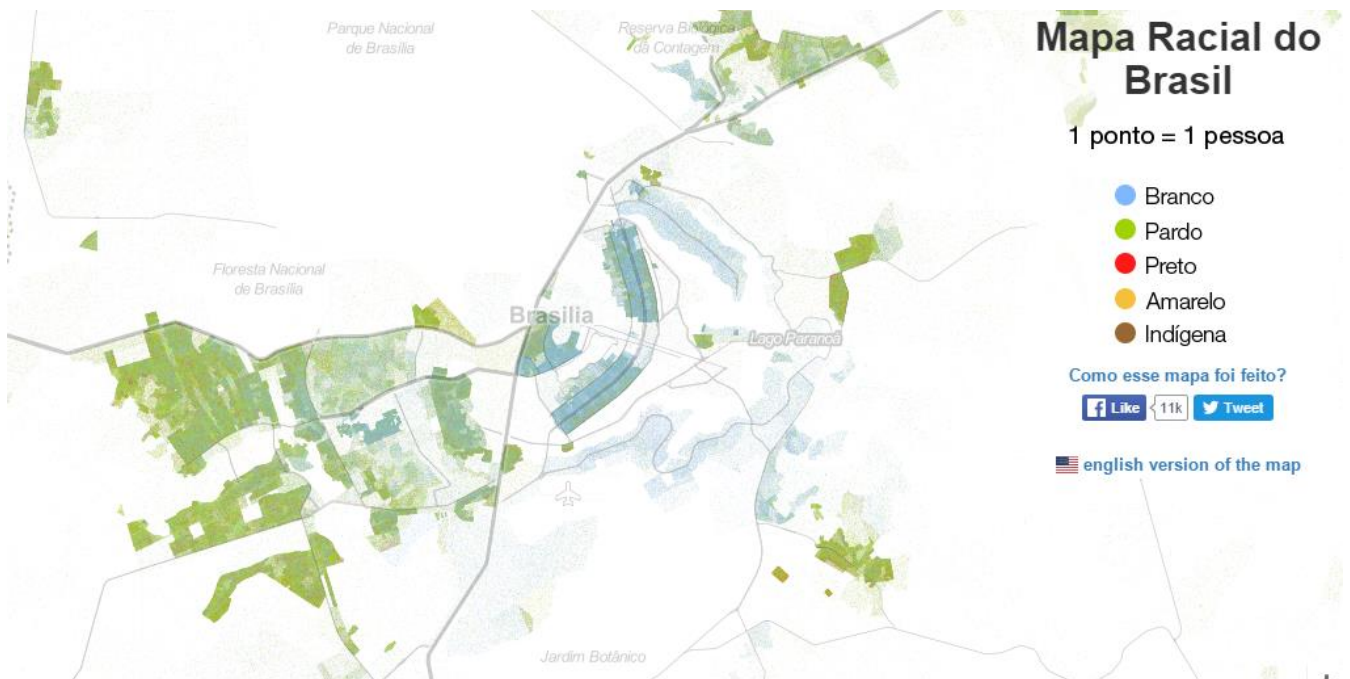 Parque Nacional
de Brasília
Reserva Biológica
da Contagem
Mapa Racial do
Brasil
1 ponto = 1 pessoa
Branco
Pardo
Preto
Amarelo
Indígena
Floresta Nacional
de Brasília
Brasilia
Lago Paranoá
Como esse mapa foi feito?
Like 11k Tweet
english version of the map
Jardim Botânico